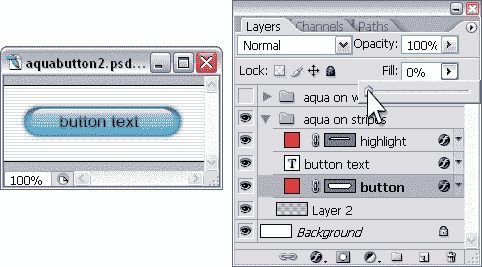 aquabutton2.psd...
button text
100%
Layers Channels Paths
Normal Opacity: 100%
Lock: Fill: 0%
aqua on
aqua on
highlight
T button text
button
Layer 2
Background